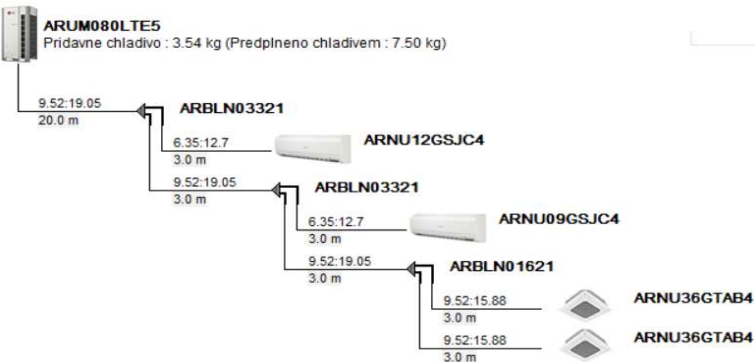 ARUM080LTE5
Pridavne chladivo : 3.54 kg (Predplneno chladivem : 7.50 kg)
9.52:19.05
20.0 m
ARBLN03321
6.35:12.7
3.0 m
ARNU12GSJC4
9.52:19.05
3.0 m
ARBLN03321
6.35:12.7
3.0 m
ARNU09GSJC4
9.52:19.05
3.0 m
ARBLN01621
9.52:15.88
3.0 m
ARNU36GTAB4
9.52:15.88
3.0 m
ARNU36GTAB4